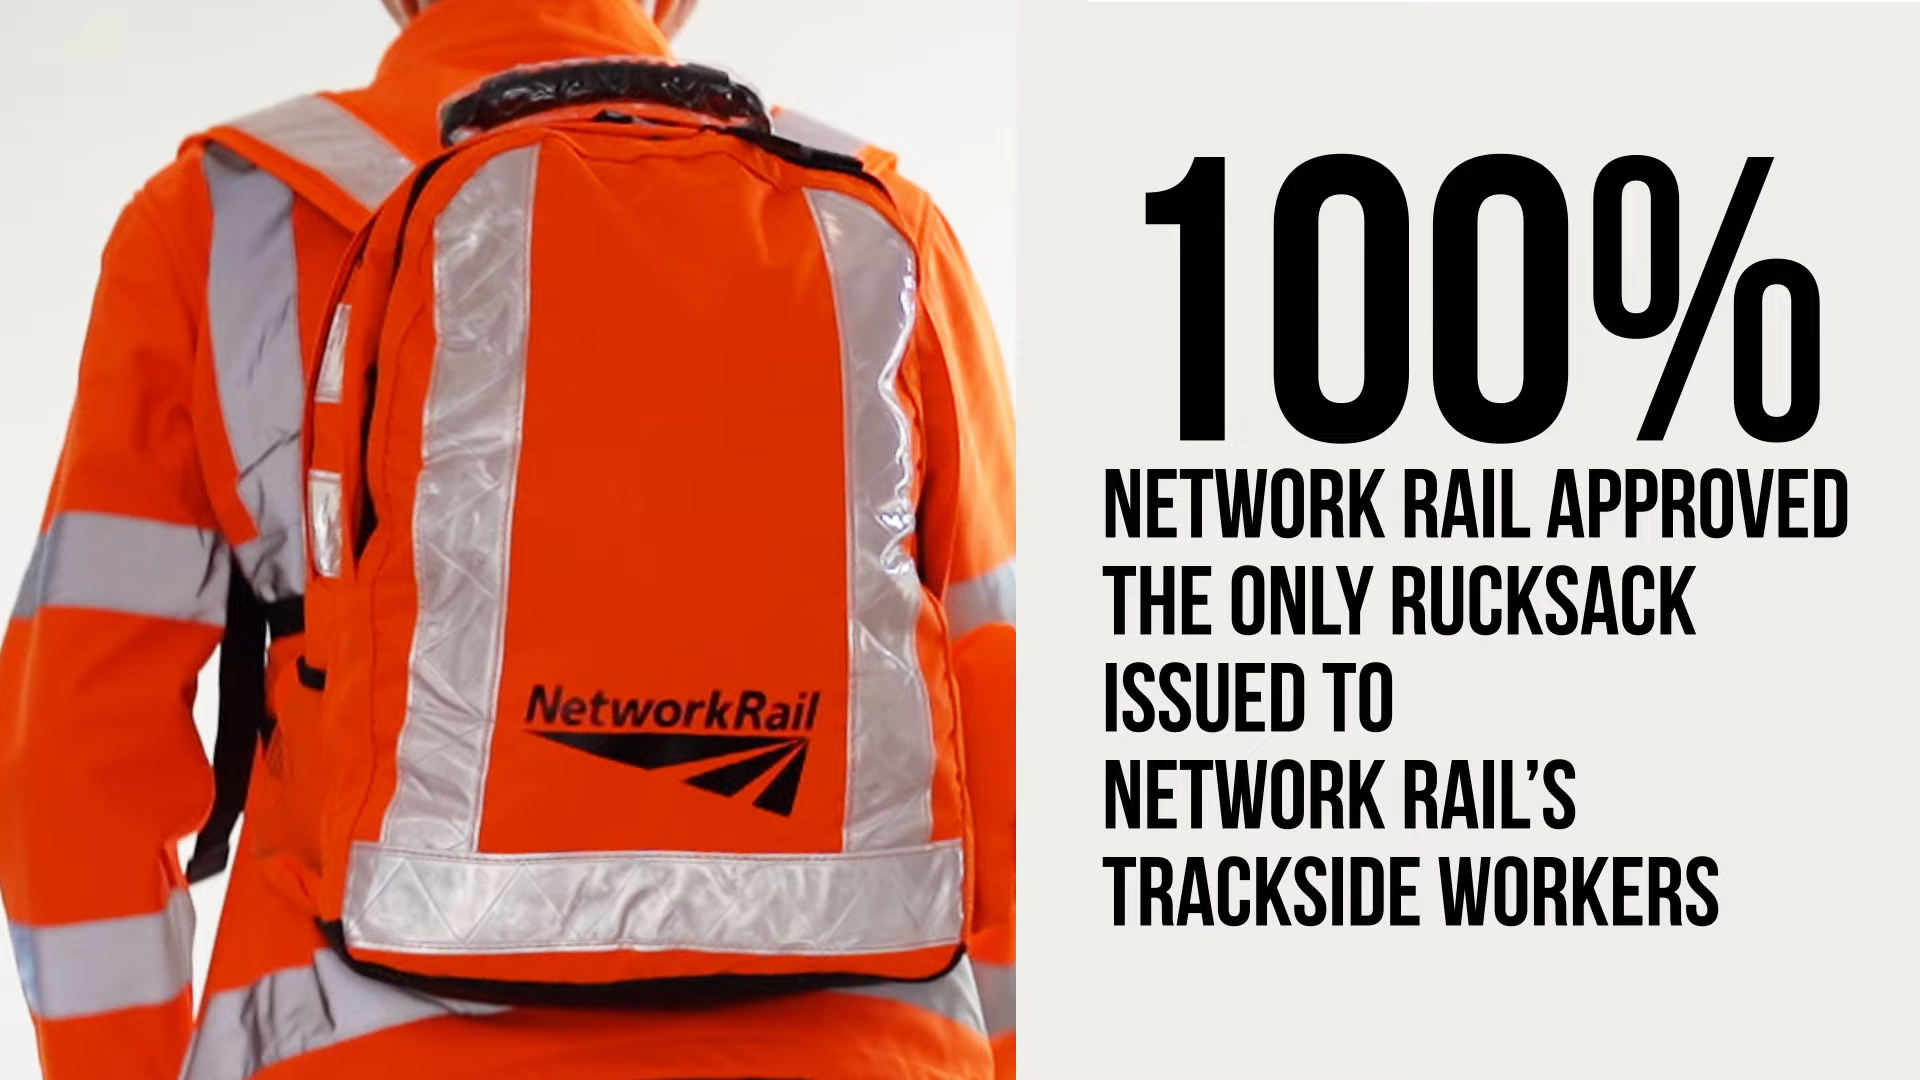 NetworkRail
100%
NETWORK RAIL APPROVED
THE ONLY RUCKSACK
ISSUED TO
NETWORK RAIL’S
TRACKSIDE WORKERS